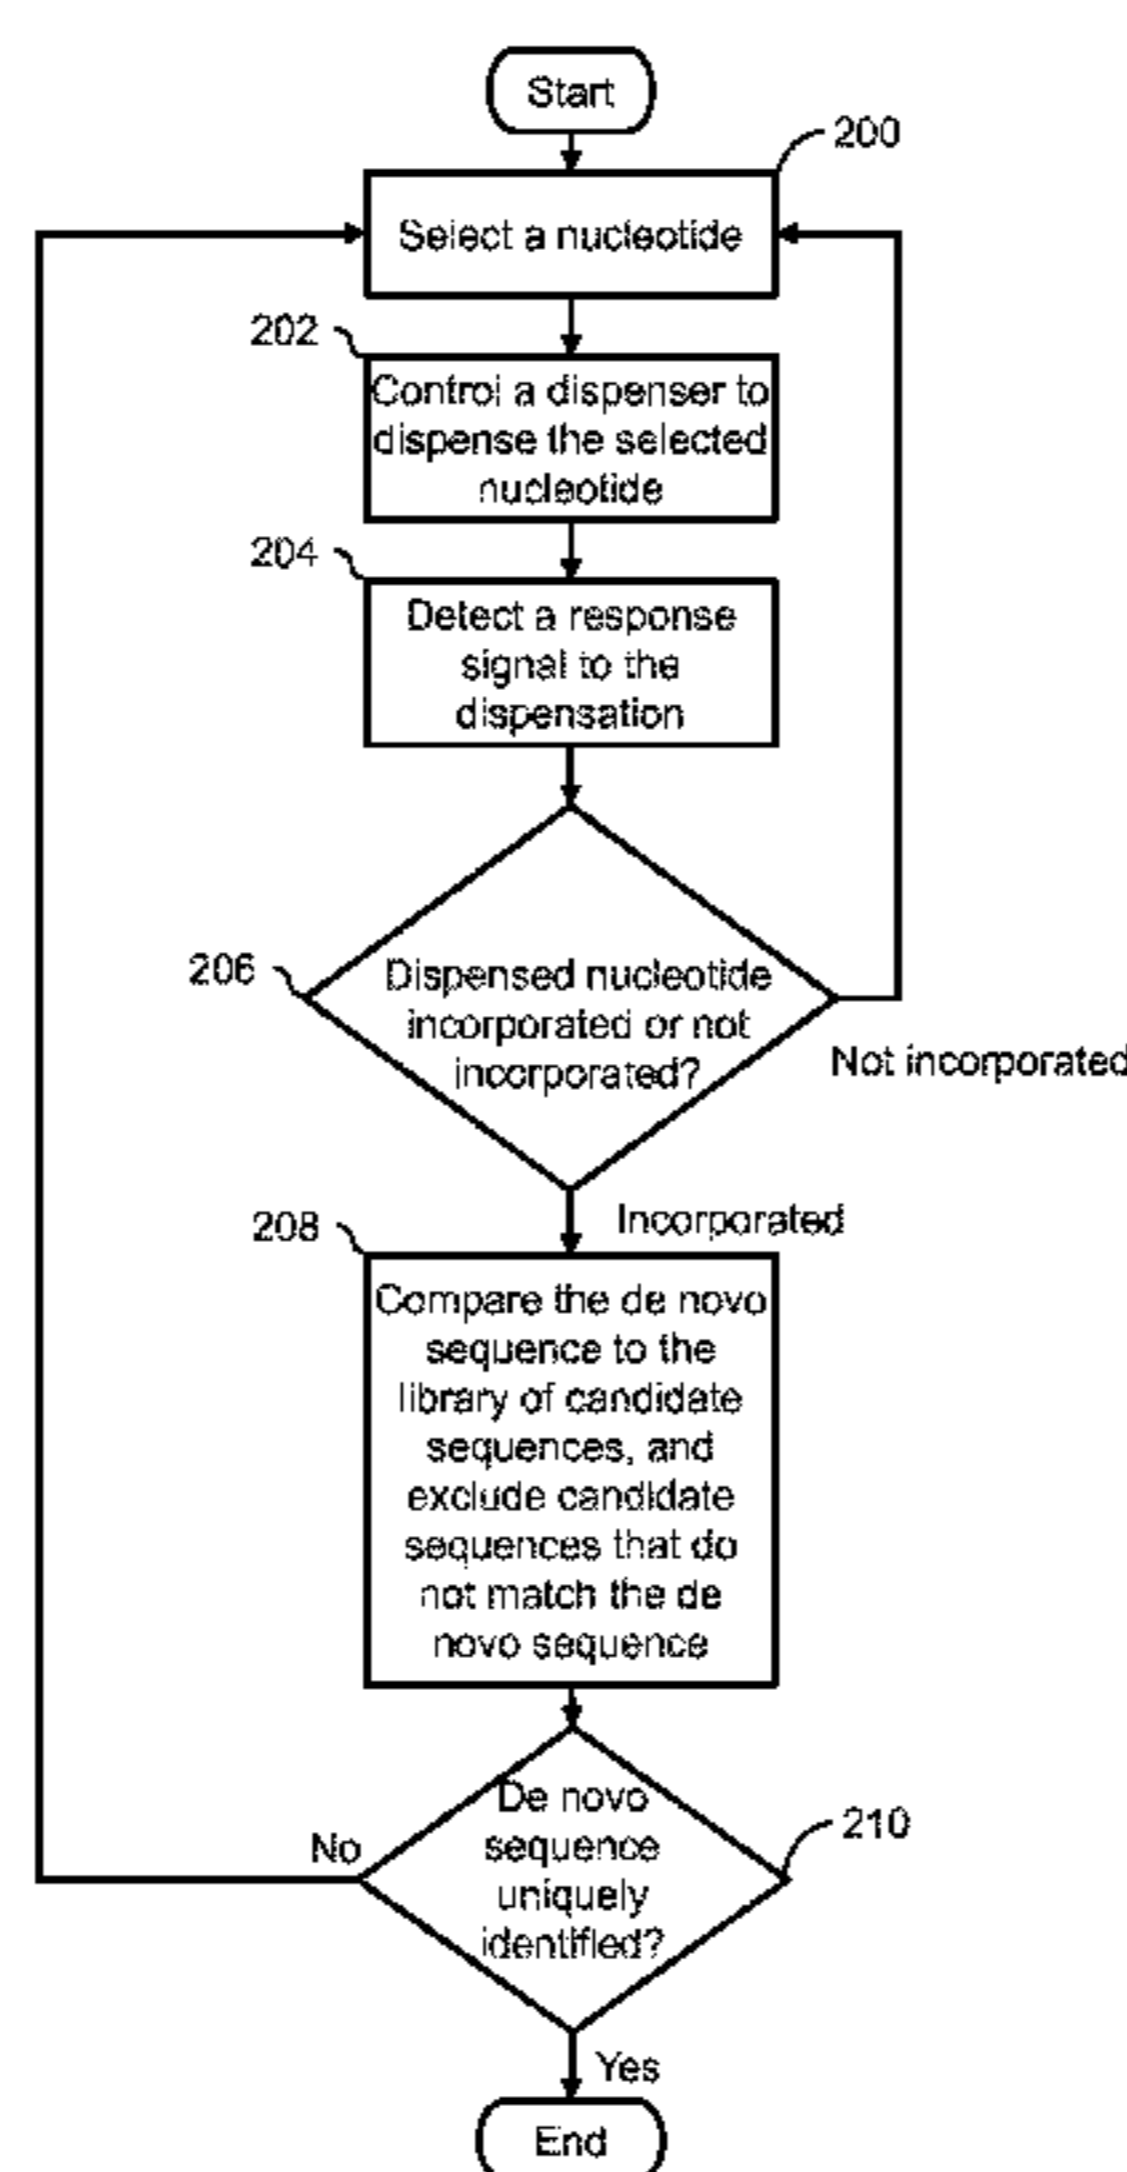 Start
200
Select a nucleotide
202
Control a dispenser to
dispense the selected
nucleotide
204
Detect a response
signal to the
dispensation
206
Dispensed nucleotide
incorporated or not
incorporated?
Not incorporated
Incorporated
208
Compare the de novo
sequence to the
library of candidate
sequences, and
exclude candidate
sequences that do
not match the de
novo sequence
De novo
sequence
uniquely
identified?
210
No
Yes
End